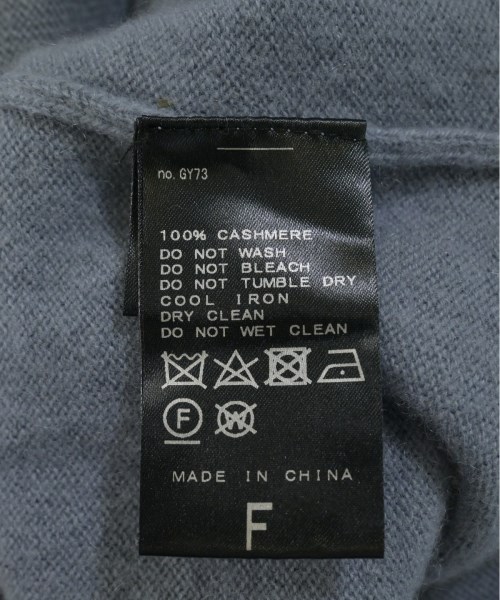 no. GY73
100% CASHMERE
DO NOT WASH
DO NOT BLEACH
DO NOT TUMBLE DRY
COOL IRON
DRY CLEAN
DO NOT WET CLEAN
F W
MADE IN CHINA
F